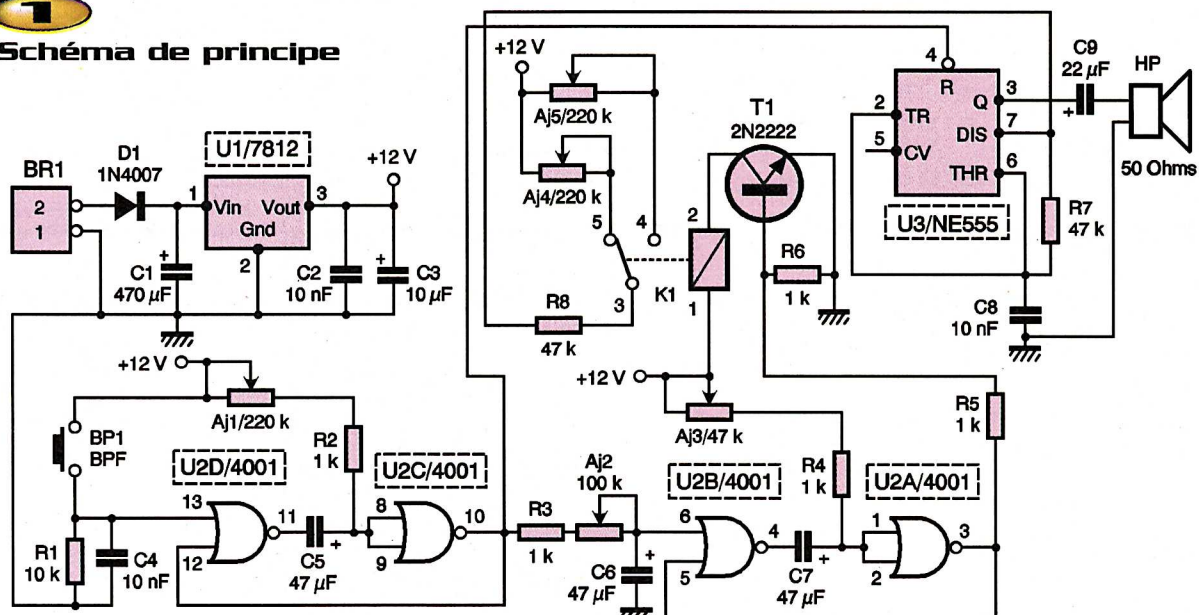 1
Schéma de principe
BR1
2
1
D1
1N4007
U1/7812
1
Vin
Vout
3
Gnd
2
+12 V
+
C1
470 µF
C2
10 nF
+
C3
10 µF
+12 V
Aj5/220 k
Aj4/220 k
5
4
3
R8
47 k
K1
2
1
T1
2N2222
R6
1 k
4
R
2
TR
5
CV
Q
3
DIS
7
THR
6
U3/NE555
C9
22 µF
+
HP
50 Ohms
R7
47 k
C8
10 nF
+12 V
Aj1/220 k
BP1
BPF
R2
1 k
U2D/4001
U2C/4001
13
12
11
C5
47 µF
+
8
9
10
R1
10 k
C4
10 nF
R3
1 k
Aj2
100 k
+
C6
47 µF
+12 V
Aj3/47 k
R4
1 k
R5
1 k
U2B/4001
U2A/4001
6
5
4
C7
47 µF
+
1
2
3